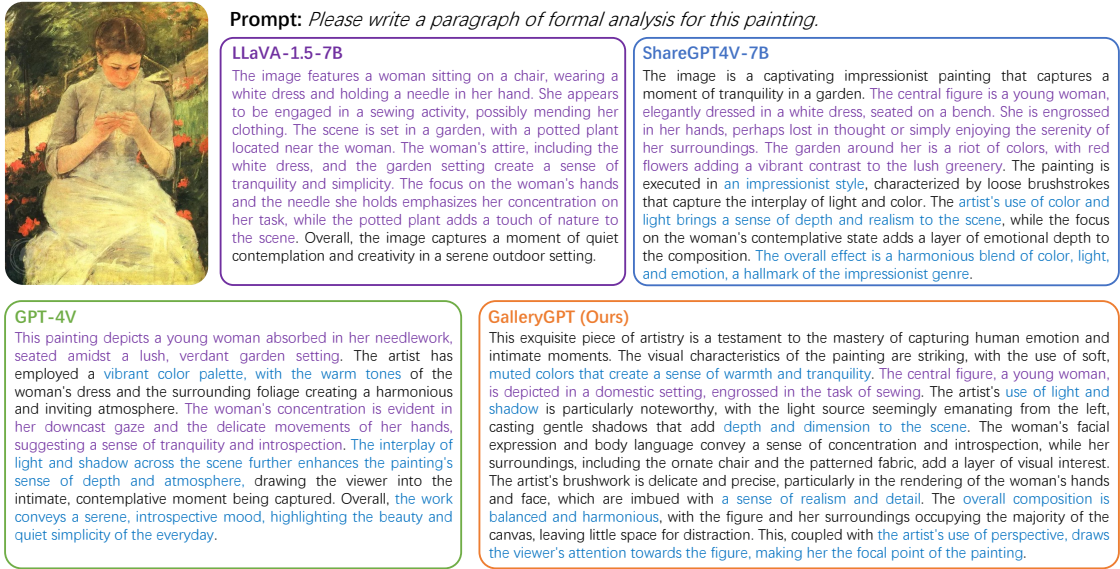 Prompt: Please write a paragraph of formal analysis for this painting.
LLaVA-1.5-7B
The image features a woman sitting on a chair, wearing a
white dress and holding a needle in her hand. She appears
to be engaged in a sewing activity, possibly mending her
clothing. The scene is set in a garden, with a potted plant
located near the woman. The woman's attire, including the
white dress, and the garden setting create a sense of
tranquility and simplicity. The focus on the woman's hands
and the needle she holds emphasizes her concentration on
her task, while the potted plant adds a touch of nature to
the scene. Overall, the image captures a moment of quiet
contemplation and creativity in a serene outdoor setting.
ShareGPT4V-7B
The image is a captivating impressionist painting that captures a
moment of tranquility in a garden. The central figure is a young woman,
elegantly dressed in a white dress, seated on a bench. She is engrossed
in her hands, perhaps lost in thought or simply enjoying the serenity of
her surroundings. The garden around her is a riot of colors, with red
flowers adding a vibrant contrast to the lush greenery. The painting is
executed in an impressionist style, characterized by loose brushstrokes
that capture the interplay of light and color. The artist's use of color and
light brings a sense of depth and realism to the scene, while the focus
on the woman's contemplative state adds a layer of emotional depth to
the composition. The overall effect is a harmonious blend of color, light,
and emotion, a hallmark of the impressionist genre.
GPT-4V
This painting depicts a young woman absorbed in her needlework,
seated amidst a lush, verdant garden setting. The artist has
employed a vibrant color palette, with the warm tones of the
woman's dress and the surrounding foliage creating a harmonious
and inviting atmosphere. The woman's concentration is evident in
her downcast gaze and the delicate movements of her hands,
suggesting a sense of tranquility and introspection. The interplay of
light and shadow across the scene further enhances the painting's
sense of depth and atmosphere, drawing the viewer into the
intimate, contemplative moment being captured. Overall, the work
conveys a serene, introspective mood, highlighting the beauty and
quiet simplicity of the everyday.
GalleryGPT (Ours)
This exquisite piece of artistry is a testament to the mastery of capturing human emotion and
intimate moments. The visual characteristics of the painting are striking, with the use of soft,
muted colors that create a sense of warmth and tranquility. The central figure, a young woman,
is depicted in a domestic setting, engrossed in the task of sewing. The artist's use of light and
shadow is particularly noteworthy, with the light source seemingly emanating from the left,
casting gentle shadows that add depth and dimension to the scene. The woman's facial
expression and body language convey a sense of concentration and introspection, while her
surroundings, including the ornate chair and the patterned fabric, add a layer of visual interest.
The artist's brushwork is delicate and precise, particularly in the rendering of the woman's hands
and face, which are imbued with a sense of realism and detail. The overall composition is
balanced and harmonious, with the figure and her surroundings occupying the majority of the
canvas, leaving little space for distraction. This, coupled with the artist's use of perspective, draws
the viewer's attention towards the figure, making her the focal point of the painting.